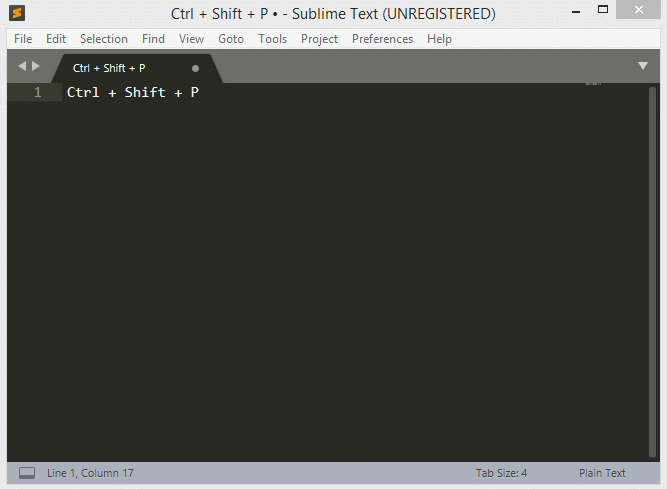 Ctrl + Shift + P • - Sublime Text (UNREGISTERED)
File Edit Selection Find View Goto Tools Project Preferences Help
Ctrl + Shift + P
1 Ctrl + Shift + P
Line 1, Column 17 Tab Size: 4 Plain Text